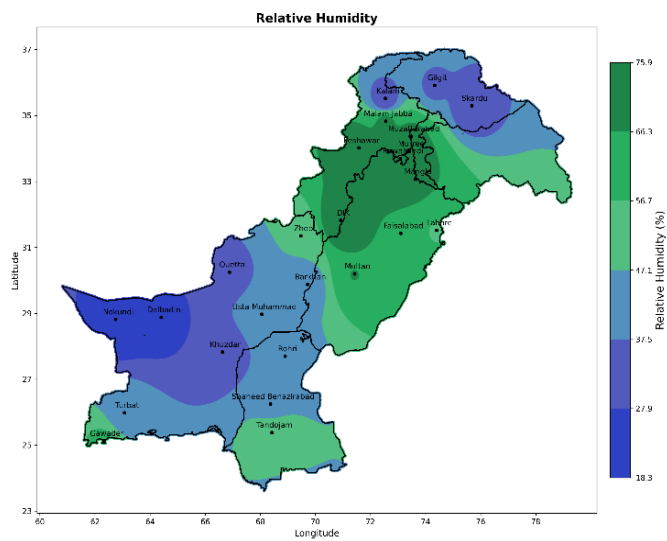 Relative Humidity
37
35
33
31
29
27
25
23
60
62
64
66
68
70
72
74
76
78
Latitude
Longitude
Kalam
Gilgit
Skardu
Malam jabba
Muzaffarabad
Peshawar
Mangla
DIK
Zhob
Faisalabad
Lahore
Quetta
Multan
Barkhan
Nokundi
Dalbadin
Usta Muhammad
Khuzdar
Rohri
Turbat
Shaheed Benazirabad
Gawader
Tandojam
75.9
66.3
56.7
47.1
37.5
27.9
18.3
Relative Humidity (%)